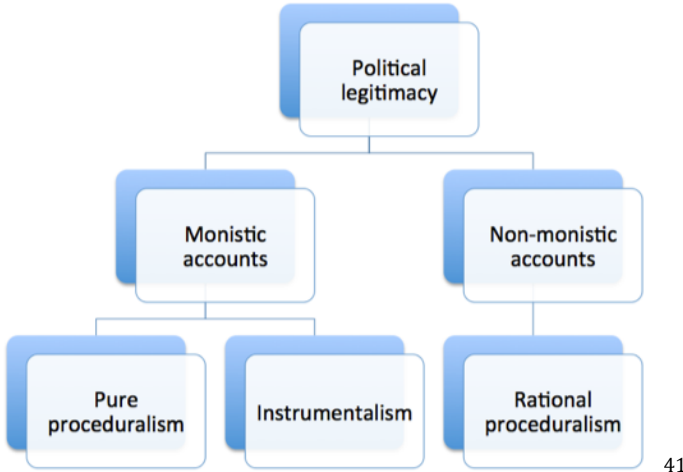 Political
legitimacy
Monistic
accounts
Non-monistic
accounts
Pure
proceduralism
Instrumentalism
Rational
proceduralism
41